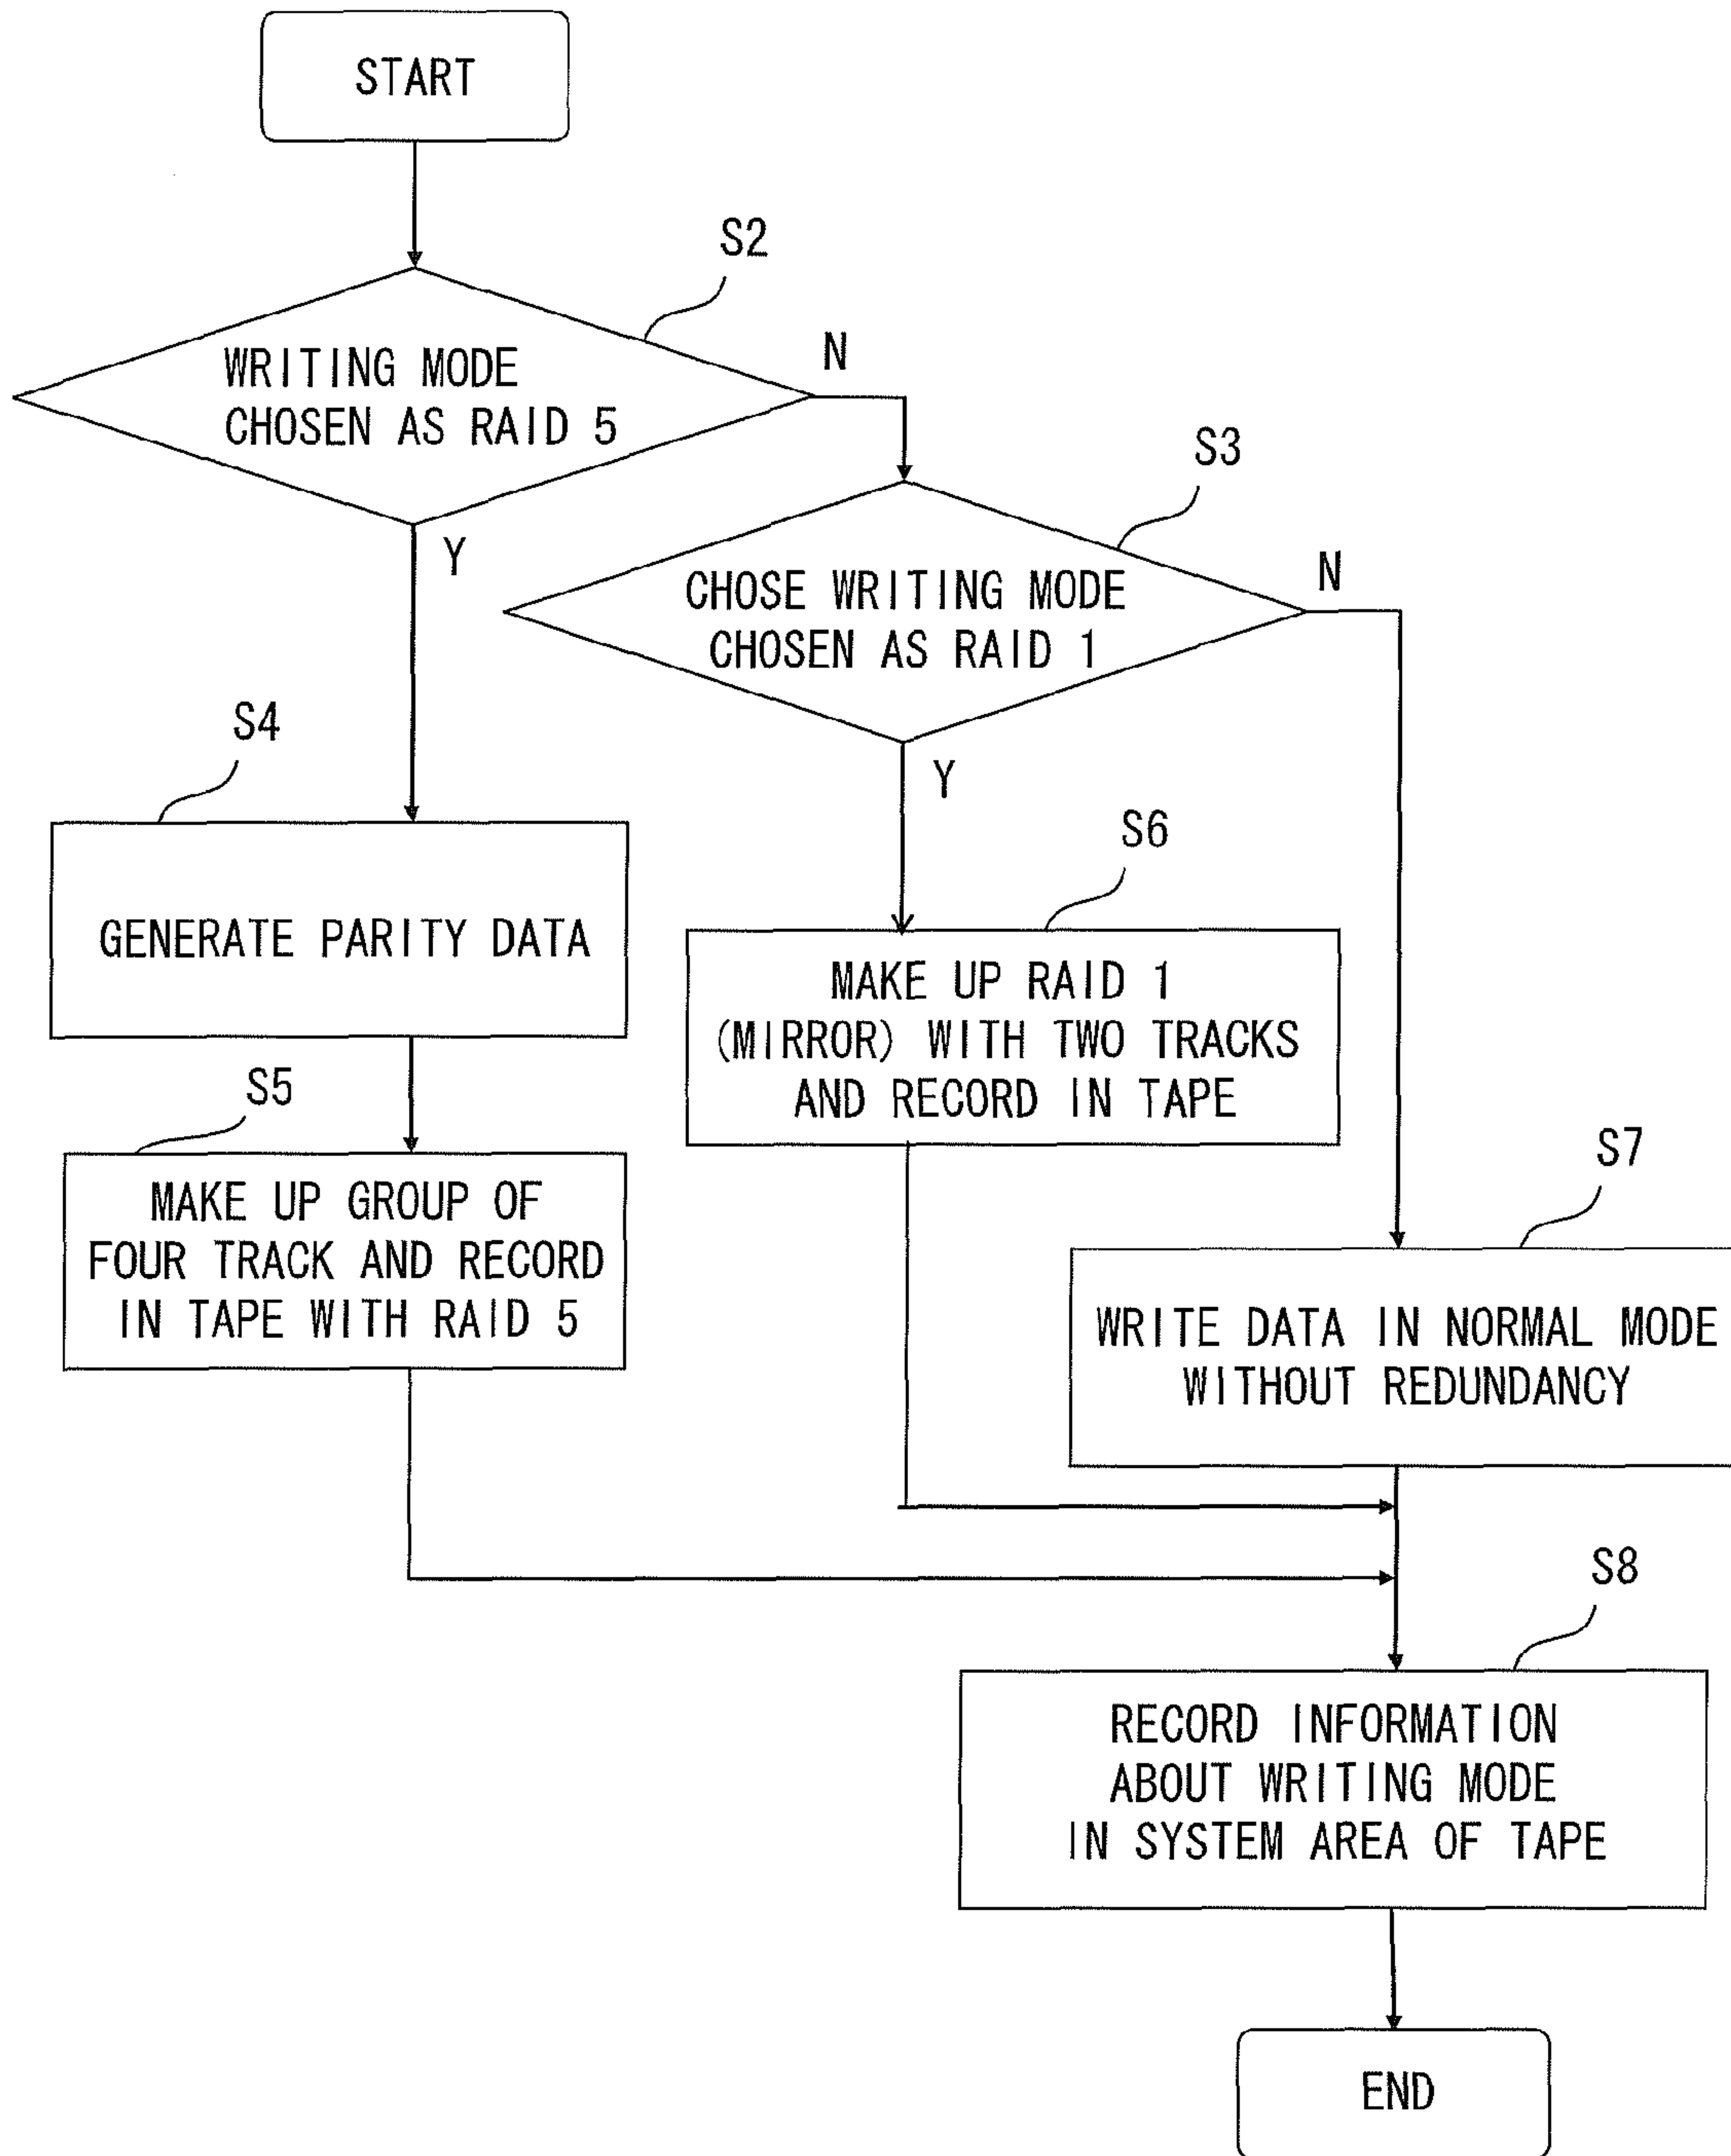 START
S2
WRITING MODE
CHOSEN AS RAID 5
N
Y
S3
CHOSE WRITING MODE
CHOSEN AS RAID 1
N
Y
S4
GENERATE PARITY DATA
S6
MAKE UP RAID 1
(MIRROR) WITH TWO TRACKS
AND RECORD IN TAPE
S5
MAKE UP GROUP OF
FOUR TRACK AND RECORD
IN TAPE WITH RAID 5
S7
WRITE DATA IN NORMAL MODE
WITHOUT REDUNDANCY
S8
RECORD INFORMATION
ABOUT WRITING MODE
IN SYSTEM AREA OF TAPE
END